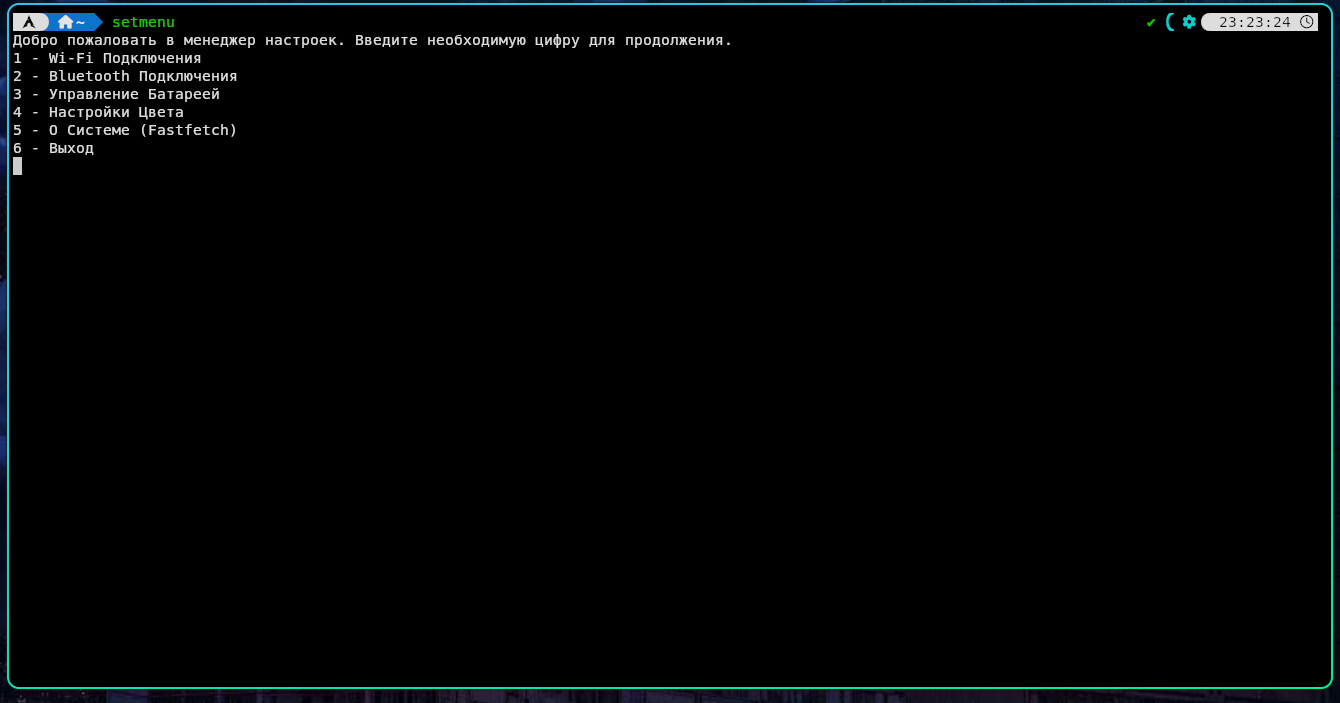 ~ setmenu ✔ 23:23:24
Добро пожаловать в менеджер настроек. Введите необходимую цифру для продолжения.
1 - Wi-Fi Подключения
2 - Bluetooth Подключения
3 - Управление Батареей
4 - Настройки Цвета
5 - О Системе (Fastfetch)
6 - Выход